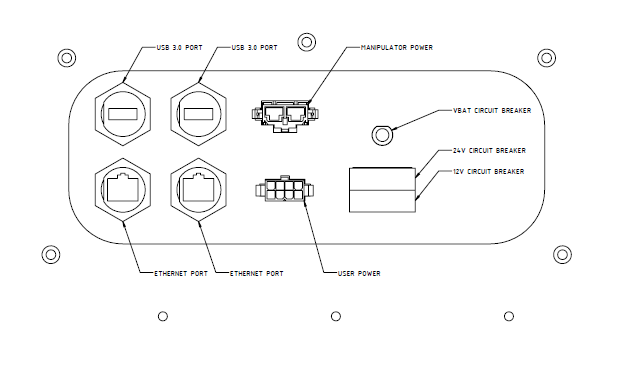 USB 3.0 PORT
USB 3.0 PORT
MANIPULATOR POWER
VBAT CIRCUIT BREAKER
24V CIRCUIT BREAKER
12V CIRCUIT BREAKER
ETHERNET PORT
ETHERNET PORT
USER POWER